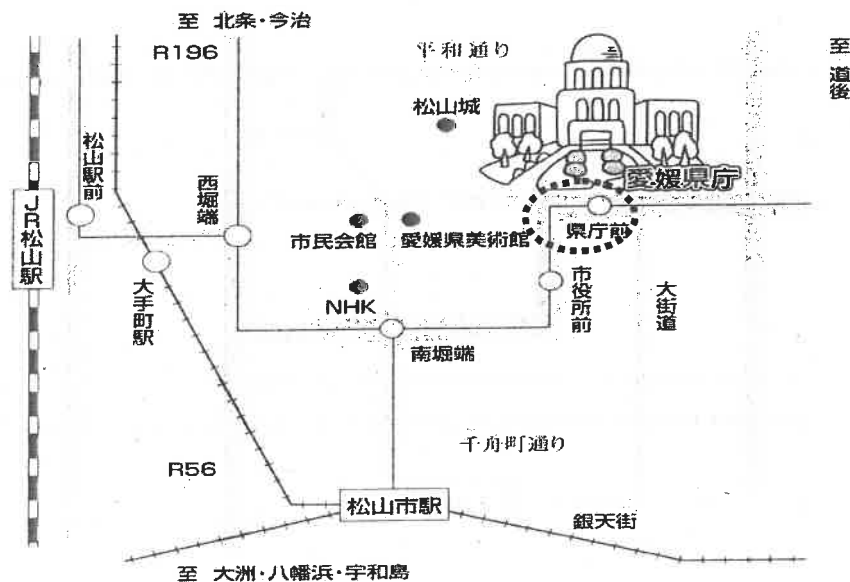 至 北条・今治
R196
平和通り
至 道後
松山城
松山駅前
西堀端
愛媛県庁
JR松山駅
市民会館
愛媛県美術館
県庁前
大手町駅
NHK
市役所前
大街道
南堀端
千舟町通り
R56
松山市駅
銀天街
至 大洲・八幡浜・宇和島